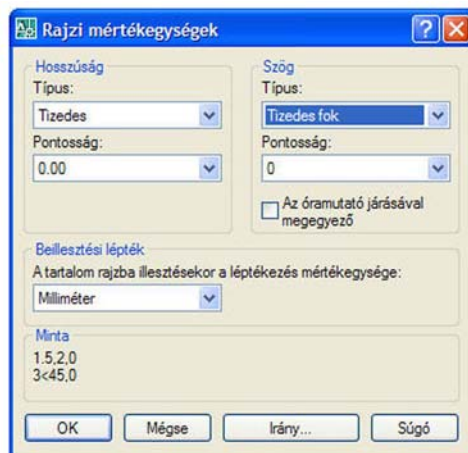 Rajzi mértékegységek
Hosszúság
Típus:
Tizedes
Pontosság:
0.00
Szög
Típus:
Tizedes fok
Pontosság:
0
Az óramutató járásával
megegyező
Beillesztési lépték
A tartalom rajzba illesztésekor a léptékezés mértékegysége:
Milliméter
Minta
1.5,2,0
3<45,0
OK
Mégse
Irány...
Súgó